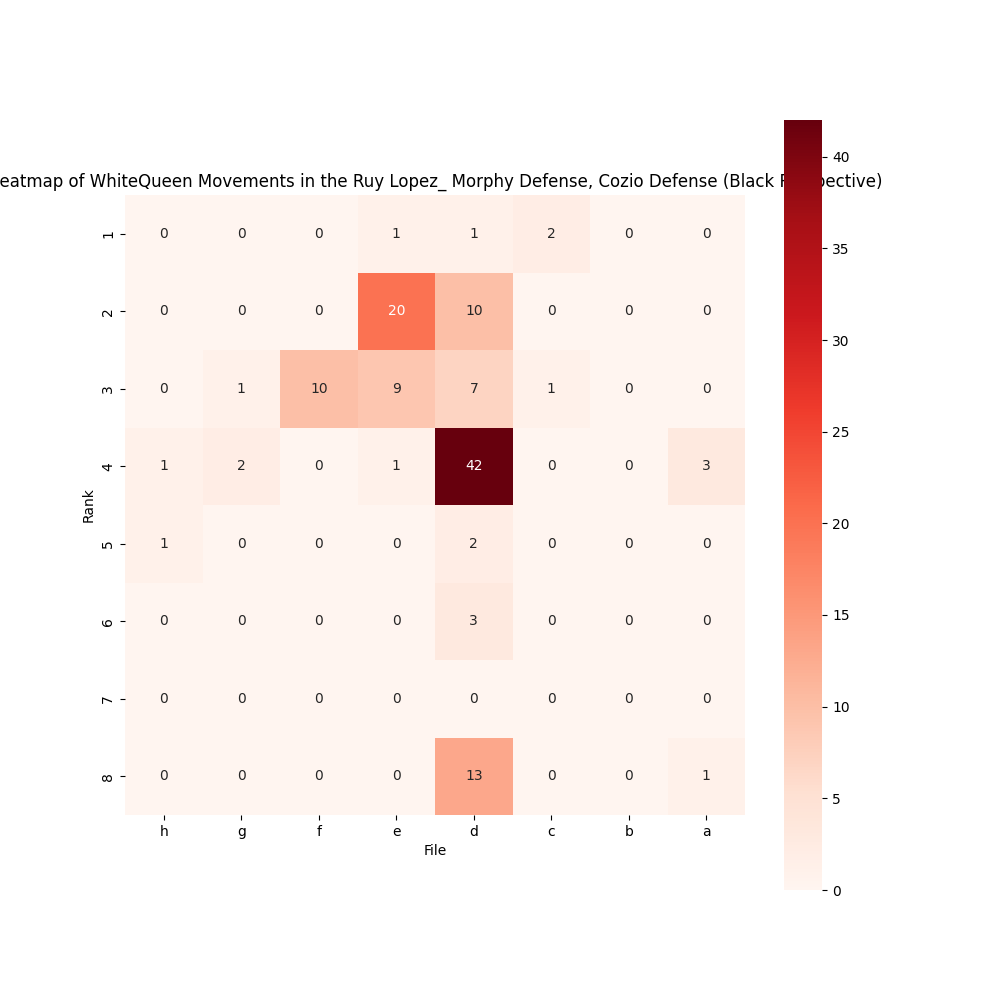 eatmap of WhiteQueen Movements in the Ruy Lopez_ Morphy Defense, Cozio Defense (Black pective)
40
35
30
25
20
15
10
5
0
Rank
1 0 0 0 1 1 2 0 0
2 0 0 0 20 10 0 0 0
3 0 1 10 9 7 1 0 0
4 1 2 0 1 42 0 0 3
5 1 0 0 0 2 0 0 0
6 0 0 0 0 3 0 0 0
7 0 0 0 0 0 0 0 0
8 0 0 0 0 13 0 0 1
h g f e d c b a
File